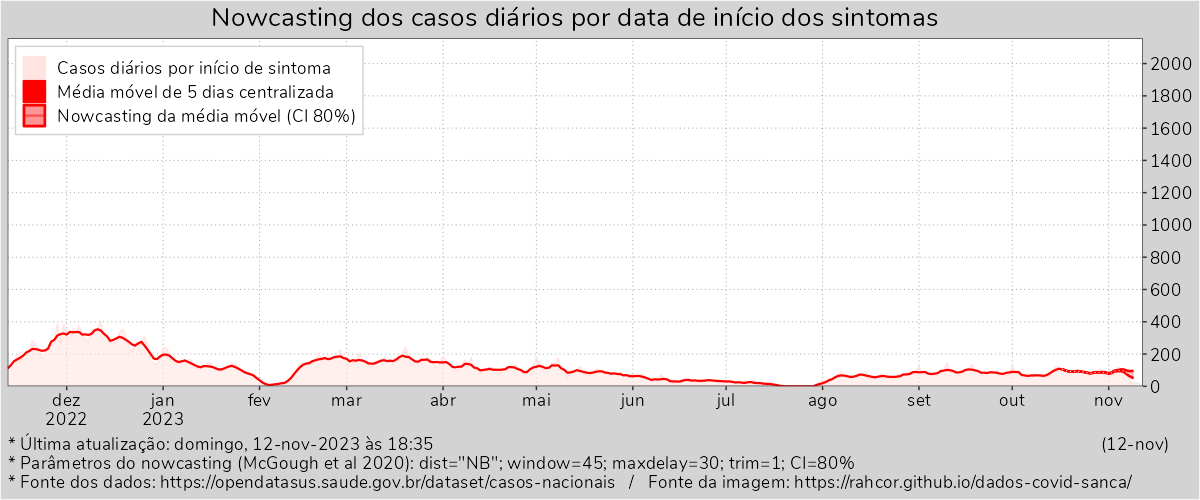 Nowcasting dos casos diários por data de início dos sintomas
Casos diários por início de sintoma
Média móvel de 5 dias centralizada
Nowcasting da média móvel (CI 80%)
2000
1800
1600
1400
1200
1000
800
600
400
200
0
dez jan fev mar abr mai jun jul ago set out nov
2022 2023
* Última atualização: domingo, 12-nov-2023 às 18:35 (12-nov)
* Parâmetros do nowcasting (McGough et al 2020): dist="NB"; window=45; maxdelay=30; trim=1; CI=80%
* Fonte dos dados: https://opendatasus.saude.gov.br/dataset/casos-nacionais / Fonte da imagem: https://rahcor.github.io/dados-covid-sanca/